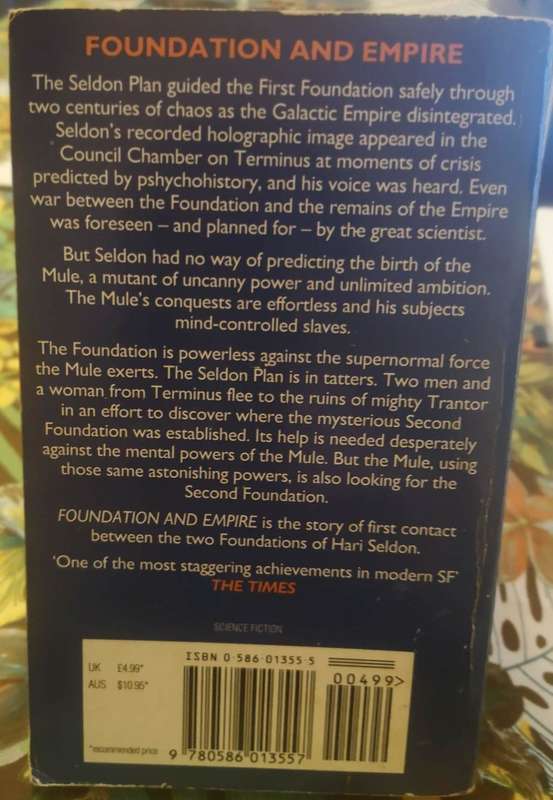 FOUNDATION AND EMPIRE
The Seldon Plan guided the First Foundation safely through
two centuries of chaos as the Galactic Empire disintegrated.
Seldon's recorded holographic image appeared in the
Council Chamber on Terminus at moments of crisis
predicted by pshychohistory, and his voice was heard. Even
war between the Foundation and the remains of the Empire
was foreseen – and planned for – by the great scientist.
But Seldon had no way of predicting the birth of the
Mule, a mutant of uncanny power and unlimited ambition.
The Mule's conquests are effortless and his subjects
mind-controlled slaves.
The Foundation is powerless against the supernormal force
the Mule exerts. The Seldon Plan is in tatters. Two men and
a woman from Terminus flee to the ruins of mighty Trantor
in an effort to discover where the mysterious Second
Foundation was established. Its help is needed desperately
against the mental powers of the Mule. But the Mule, using
those same astonishing powers, is also looking for the
Second Foundation.
FOUNDATION AND EMPIRE is the story of first contact
between the two Foundations of Hari Seldon.
'One of the most staggering achievements in modern SF'
THE TIMES
SCIENCE FICTION
ISBN 0-586-01355-5
UK £4.99*
AUS $10.95*
00499>
*recommended price
9 780586 013557